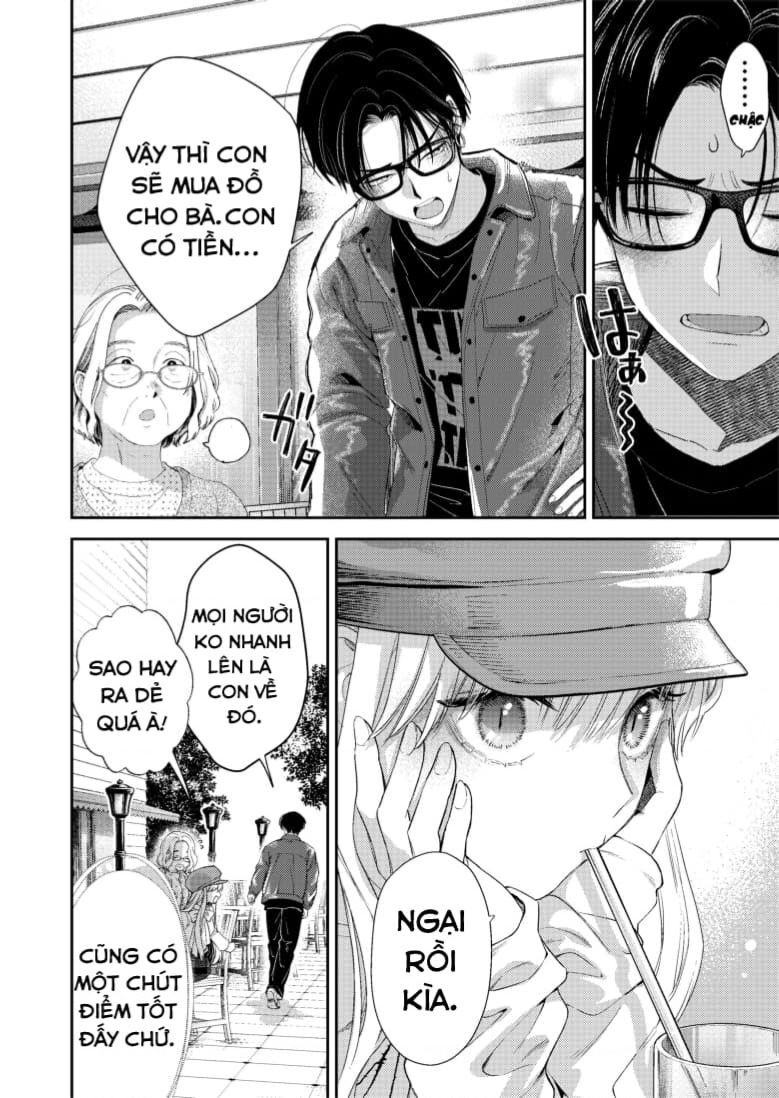 .......
CHẬC
はぁ〜〜
VẬY THÌ CON
SẼ MUA ĐỒ
CHO BÀ.CON
CÓ TIỀN...
ガタ
NGẠI
RỒI
KÌA.
MỌI NGƯỜI
KO NHANH
LÊN LÀ
CON VỀ
ĐÓ.
SAO HAY
RA DẺ
QUÁ À!
CŨNG CÓ
MỘT CHÚT
ĐIỂM TỐT
ĐẤY CHỨ.